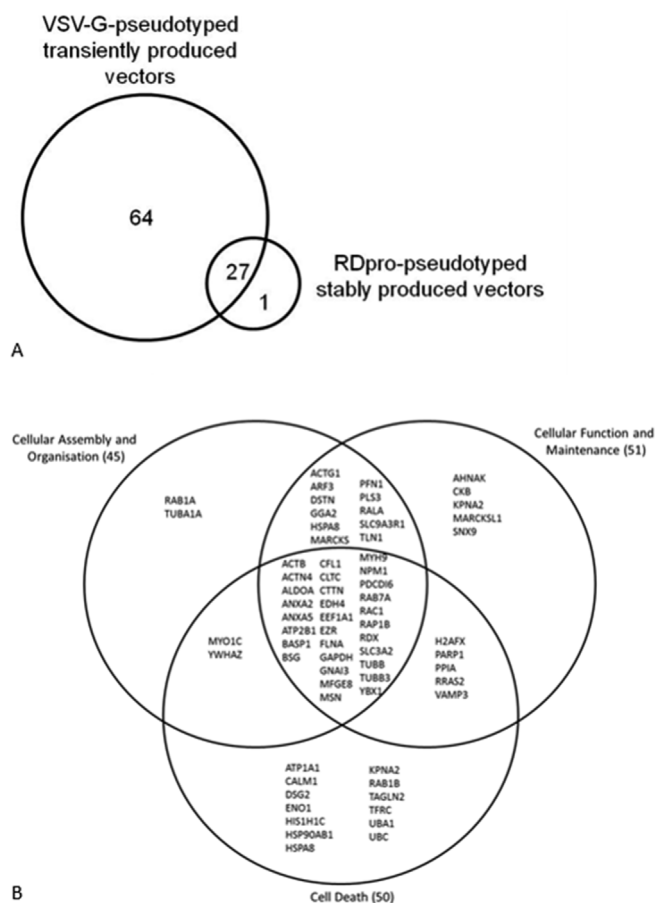 VSV-G-pseudotyped
transiently produced
vectors
64
27
1
RDpro-pseudotyped
stably produced vectors
A
Cellular Assembly and
Organisation (45)
Cellular Function and
Maintenance (51)
RAB1A
TUBA1A
ACTG1
ARF3
DSTN
GGA2
HSPA8
MARCKS
PFN1
PLS3
RALA
SLC9A3R1
TLN1
AHNAK
CKB
KPNA2
MARCKSL1
SNX9
ACTB
ACTN4
ALDOA
ANXA2
ANXA5
ATP2B1
BASP1
BSG
CFL1
CLTC
CTTN
EDH4
EEF1A1
EZR
FLNA
GAPDH
GNAI3
MFGE8
MSN
MYH9
NPM1
PDCDI6
RAB7A
RAC1
RAP1B
RDX
SLC3A2
TUBB
TUBB3
YBX1
MYO1C
YWHAZ
H2AFX
PARP1
PPIA
RRAS2
VAMP3
ATP1A1
CALM1
DSG2
ENO1
HIS1H1C
HSP90AB1
HSPA8
KPNA2
RAB1B
TAGLN2
TFRC
UBA1
UBC
B
Cell Death (50)